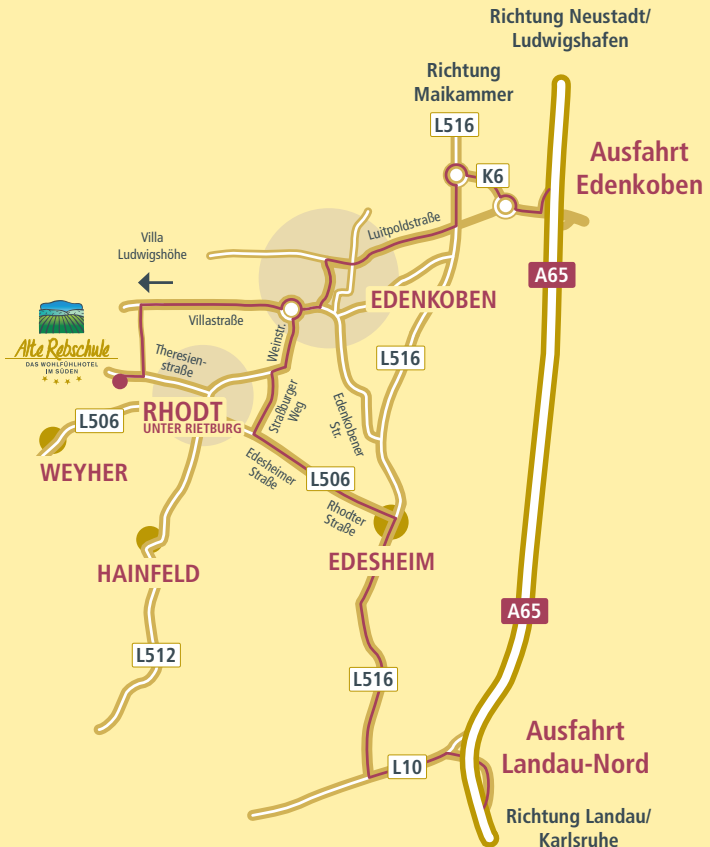 Richtung Neustadt/
Ludwigshafen
Richtung
Maikammer
L516
Ausfahrt
Edenkoben
K6
Luitpoldstraße
Villa
Ludwigshöhe
A65
EDENKOBEN
Villastraße
Weinstr.
L516
Alte Rebschule
DAS WOHLFÜHLHOTEL
IM SÜDEN
Theresien-
straße
Straßburger
Weg
Edenkobener
Str.
RHODT
UNTER RIETBURG
L506
WEYHER
Edesheimer
Straße
L506
Rhodter
Straße
EDESHEIM
HAINFELD
A65
L512
L516
Ausfahrt
Landau-Nord
L10
Richtung Landau/
Karlsruhe